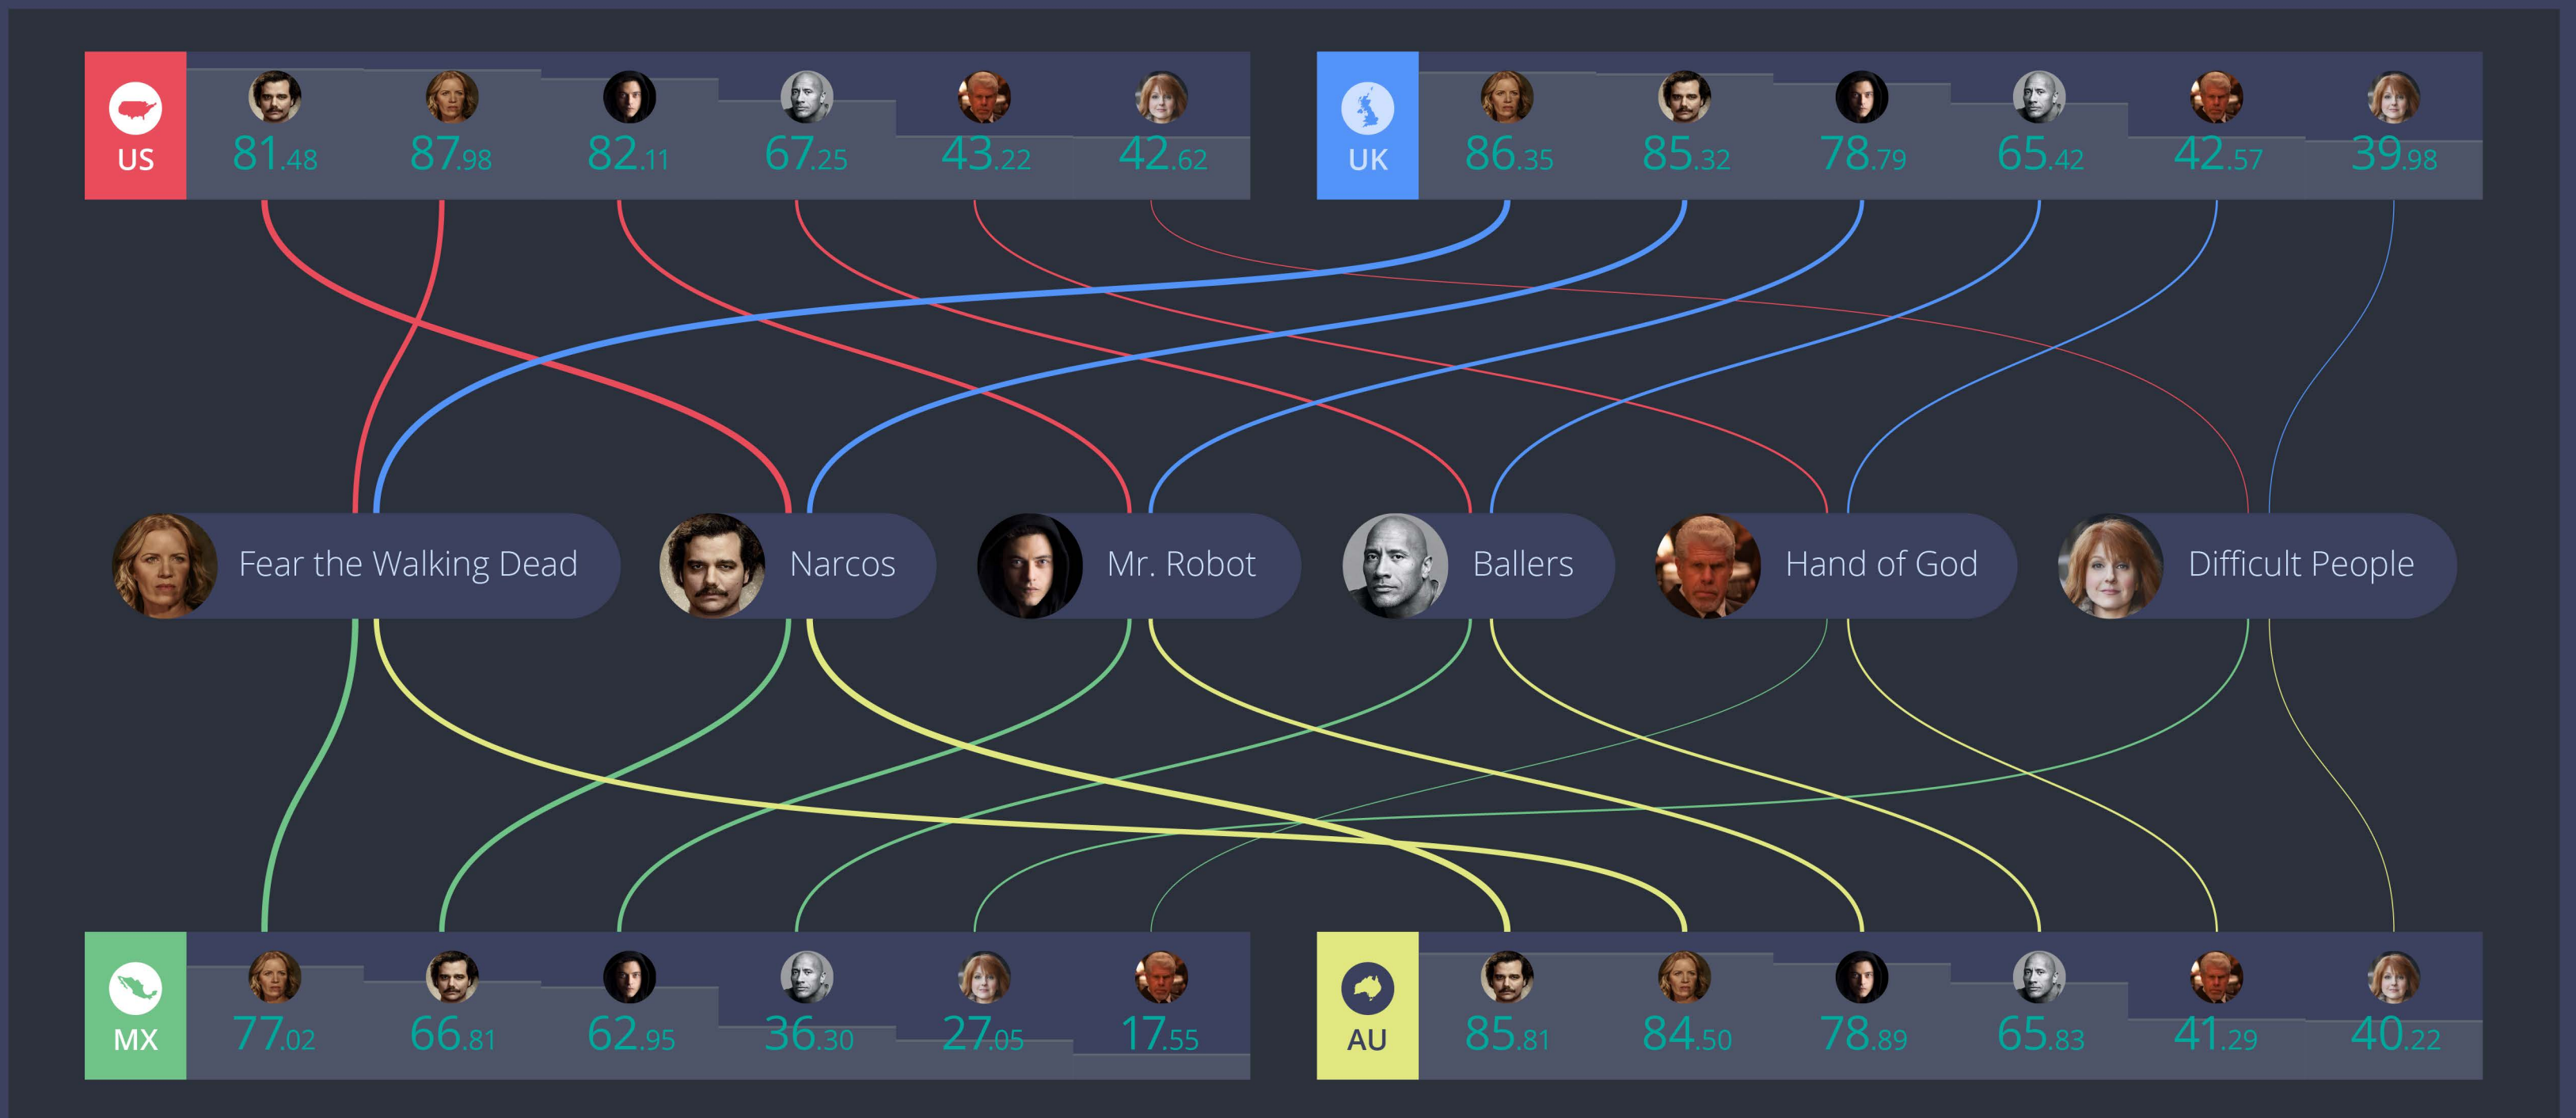 US
81.48 87.98 82.11 67.25 43.22 42.62
UK
86.35 85.32 78.79 65.42 42.57 39.98
Fear the Walking Dead
Narcos
Mr. Robot
Ballers
Hand of God
Difficult People
MX
77.02 66.81 62.95 36.30 27.05 17.55
AU
85.81 84.50 78.89 65.83 41.29 40.22